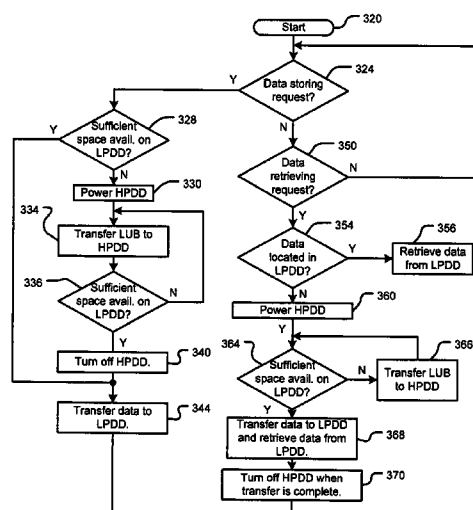 Start
320
324
Data storing
request?
Y
N
328
Sufficient
space avail. on
LPDD?
Y
N
350
Data
retrieving
request?
N
Y
330
Power HPDD
334
Transfer LUB to
HPDD
354
Data
located in
LPDD?
Y
N
356
Retrieve data
from LPDD
336
Sufficient
space avail. on
LPDD?
N
Y
360
Power HPDD
Y
340
Turn off HPDD.
364
Sufficient
space avail. on
LPDD?
N
Y
366
Transfer LUB
to HPDD
344
Transfer data to
LPDD.
Transfer data to LPDD
and retrieve data from
LPDD.
368
Turn off HPDD when
transfer is complete.
370